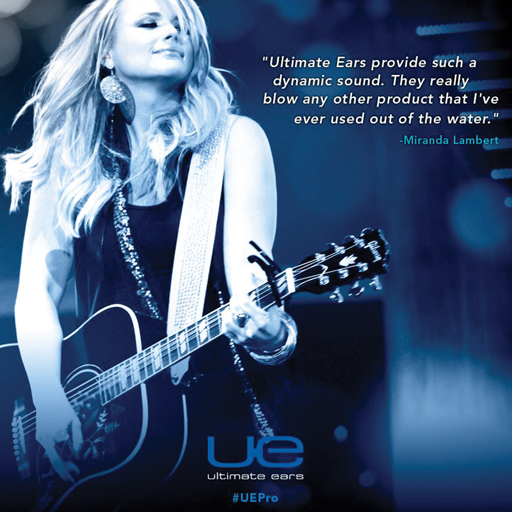 "Ultimate Ears provide such a
dynamic sound. They really
blow any other product that I've
ever used out of the water."
-Miranda Lambert
ue
ultimate ears
#UEPro